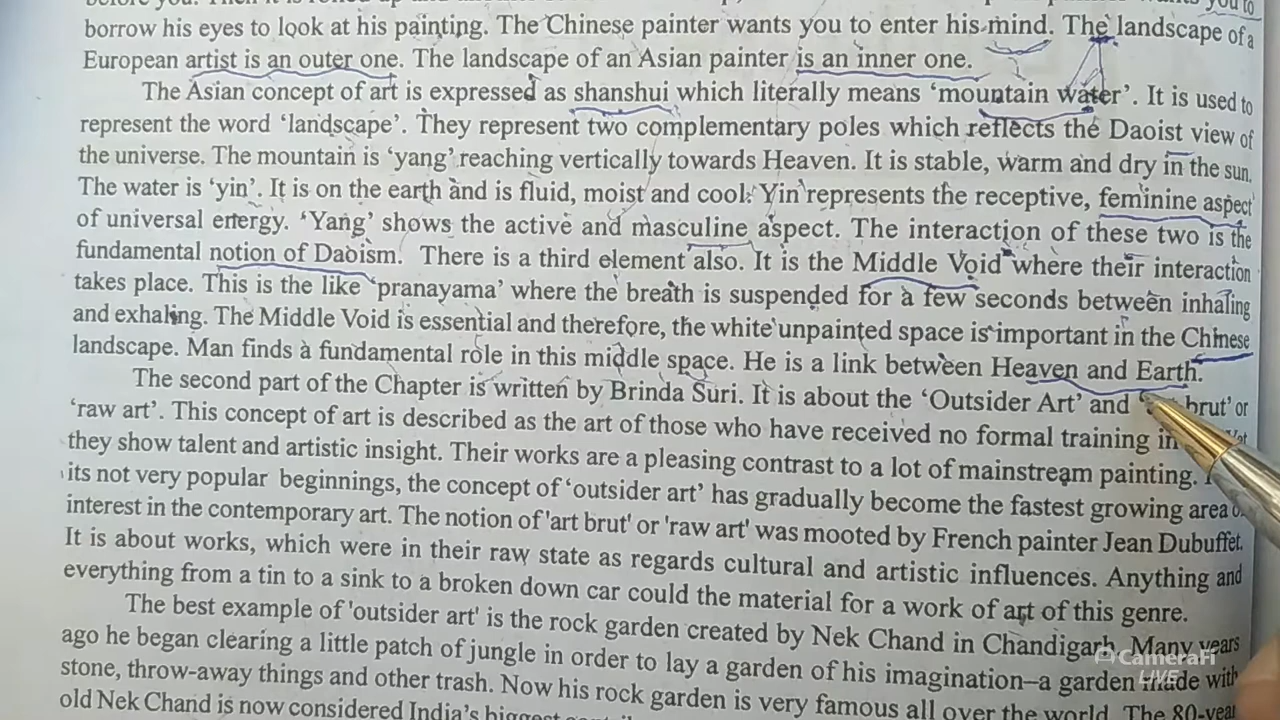 before you. Then it is rolled up and another
you to
borrow his eyes to look at his painting. The Chinese painter wants you to enter his mind. The landscape of a
European artist is an outer one. The landscape of an Asian painter is an inner one.
The Asian concept of art is expressed as shanshui which literally means ‘mountain water’. It is used to
represent the word ‘landscape’. They represent two complementary poles which reflects the Daoist view of
the universe. The mountain is ‘yang’ reaching vertically towards Heaven. It is stable, warm and dry in the sun.
The water is ‘yin’. It is on the earth and is fluid, moist and cool. Yin represents the receptive, feminine aspect
of universal energy. ‘Yang’ shows the active and masculine aspect. The interaction of these two is the
fundamental notion of Daoism. There is a third element also. It is the Middle Void where their interaction
takes place. This is the like ‘pranayama’ where the breath is suspended for a few seconds between inhaling
and exhaling. The Middle Void is essential and therefore, the white unpainted space is important in the Chinese
landscape. Man finds a fundamental role in this middle space. He is a link between Heaven and Earth.
The second part of the Chapter is written by Brinda Suri. It is about the ‘Outsider Art’ and brut’ or
‘raw art’. This concept of art is described as the art of those who have received no formal training in
they show talent and artistic insight. Their works are a pleasing contrast to a lot of mainstream painting.
its not very popular beginnings, the concept of ‘outsider art’ has gradually become the fastest growing area
interest in the contemporary art. The notion of 'art brut' or 'raw art' was mooted by French painter Jean Dubuffet.
It is about works, which were in their raw state as regards cultural and artistic influences. Anything and
everything from a tin to a sink to a broken down car could the material for a work of art of this genre.
The best example of 'outsider art' is the rock garden created by Nek Chand in Chandigarh. Many years
ago he began clearing a little patch of jungle in order to lay a garden of his imagination–a garden made with
stone, throw-away things and other trash. Now his rock garden is very famous all over the world. The 80-year
old Nek Chand is now considered India's biggest
CameraFi
LIVE